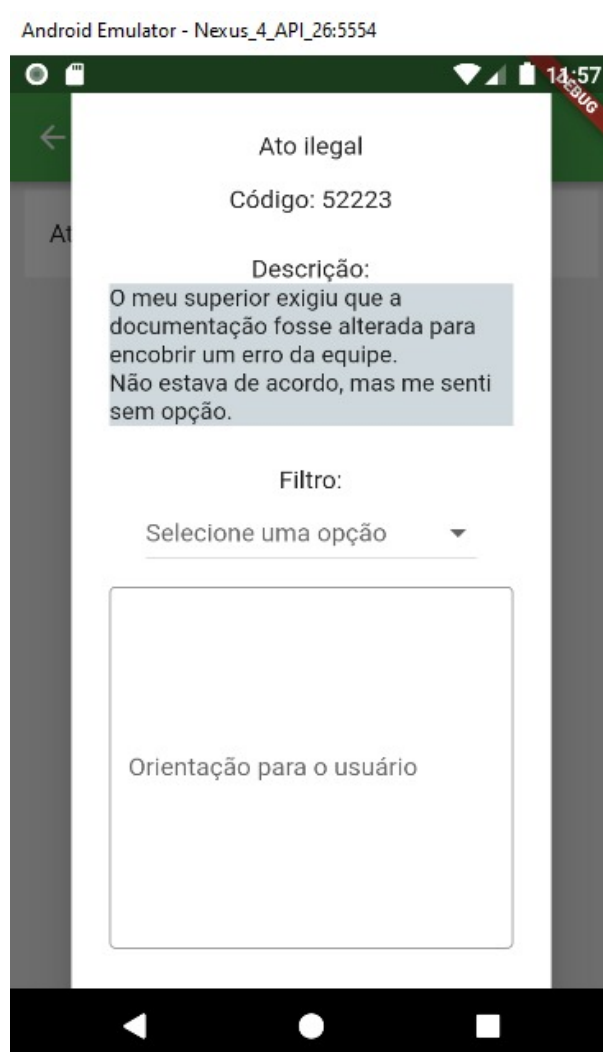 Android Emulator - Nexus_4_API_26:5554
11:57
DEBUG
Ato ilegal
Código: 52223
At
Descrição:
O meu superior exigiu que a
documentação fosse alterada para
encobrir um erro da equipe.
Não estava de acordo, mas me senti
sem opção.
Filtro:
Selecione uma opção
Orientação para o usuário